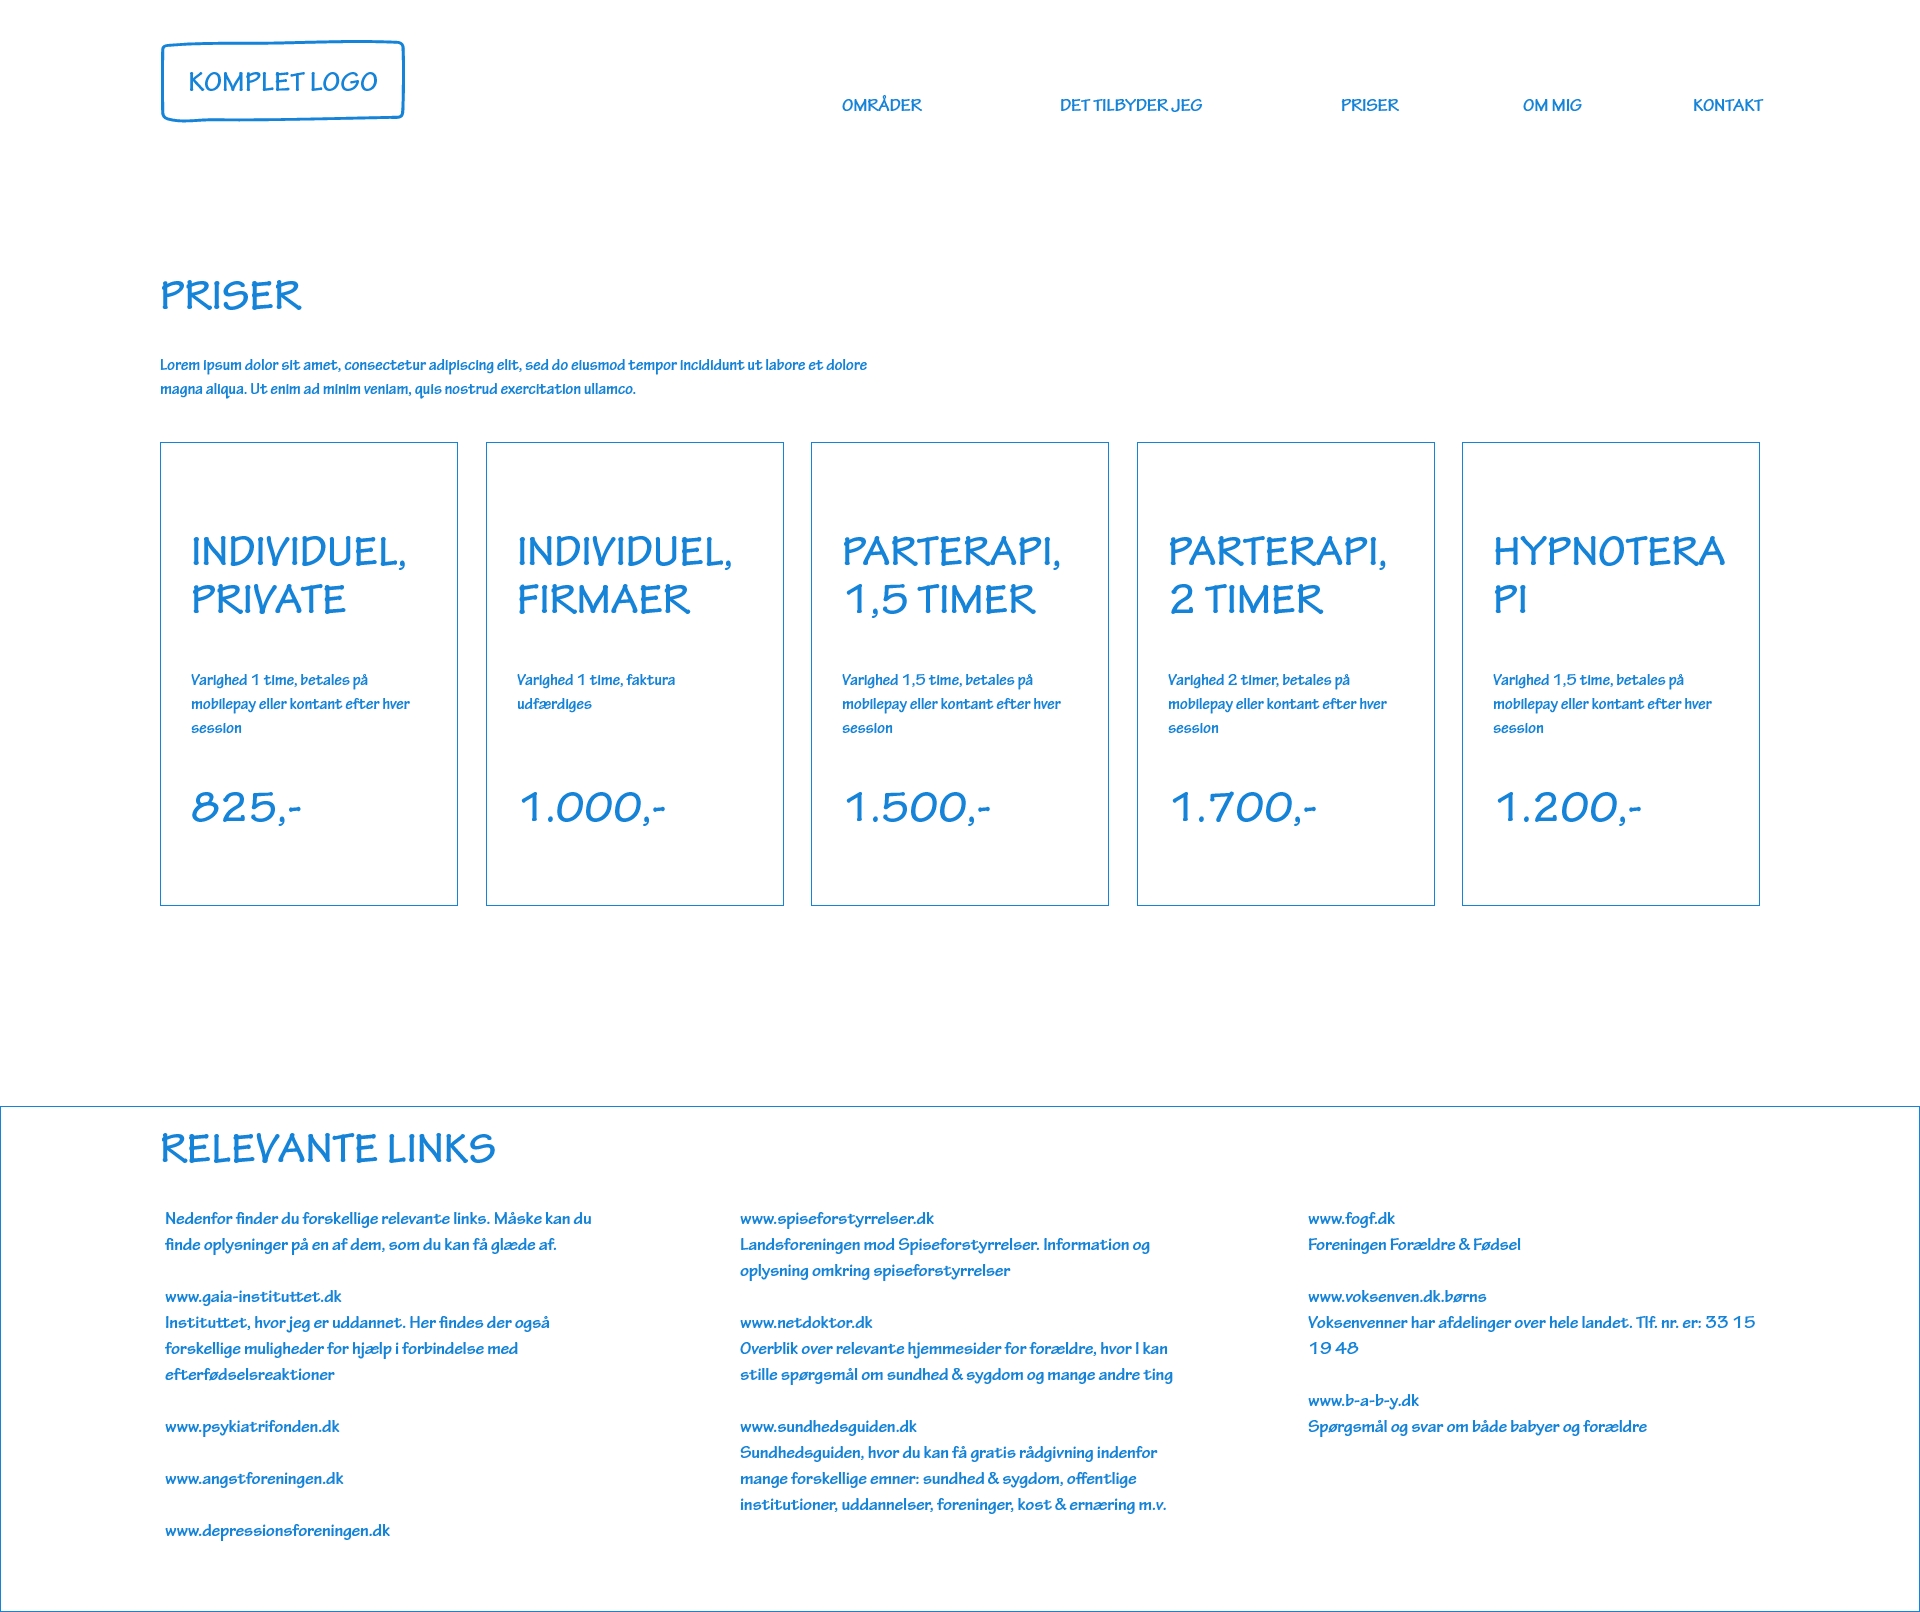 KOMPLET LOGO
OMRÅDER
DET TILBYDER JEG
PRISER
OM MIG
KONTAKT
PRISER
Lorem ipsum dolor sit amet, consectetur adipiscing elit, sed do eiusmod tempor incididunt ut labore et dolore
magna aliqua. Ut enim ad minim veniam, quis nostrud exercitation ullamco.
INDIVIDUEL,
PRIVATE
Varighed 1 time, betales på
mobilepay eller kontant efter hver
session
825,-
INDIVIDUEL,
FIRMAER
Varighed 1 time, faktura
udfærdiges
1.000,-
PARTERAPI,
1,5 TIMER
Varighed 1,5 time, betales på
mobilepay eller kontant efter hver
session
1.500,-
PARTERAPI,
2 TIMER
Varighed 2 timer, betales på
mobilepay eller kontant efter hver
session
1.700,-
HYPNOTERA
PI
Varighed 1,5 time, betales på
mobilepay eller kontant efter hver
session
1.200,-
RELEVANTE LINKS
Nedenfor finder du forskellige relevante links. Måske kan du
finde oplysninger på en af dem, som du kan få glæde af.
www.gaia-instituttet.dk
Instituttet, hvor jeg er uddannet. Her findes der også
forskellige muligheder for hjælp i forbindelse med
efterfødselsreaktioner
www.psykiatrifonden.dk
www.angstforeningen.dk
www.depressionsforeningen.dk
www.spiseforstyrrelser.dk
Landsforeningen mod Spiseforstyrrelser. Information og
oplysning omkring spiseforstyrrelser
www.netdoktor.dk
Overblik over relevante hjemmesider for forældre, hvor I kan
stille spørgsmål om sundhed & sygdom og mange andre ting
www.sundhedsguiden.dk
Sundhedsguiden, hvor du kan få gratis rådgivning indenfor
mange forskellige emner: sundhed & sygdom, offentlige
institutioner, uddannelser, foreninger, kost & ernæring m.v.
www.fogf.dk
Foreningen Forældre & Fødsel
www.voksenven.dk.børns
Voksenvenner har afdelinger over hele landet. Tlf. nr. er: 33 15
19 48
www.b-a-b-y.dk
Spørgsmål og svar om både babyer og forældre